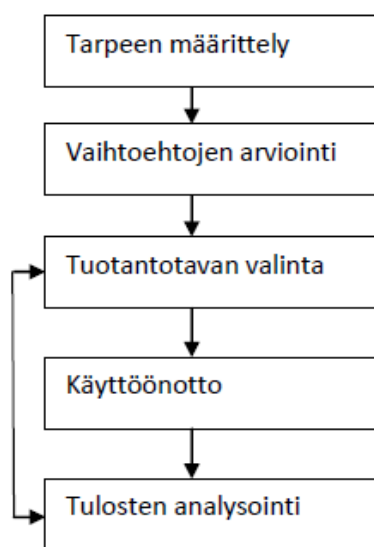 Tarpeen määrittely
Vaihtoehtojen arviointi
Tuotantotavan valinta
Käyttöönotto
Tulosten analysointi